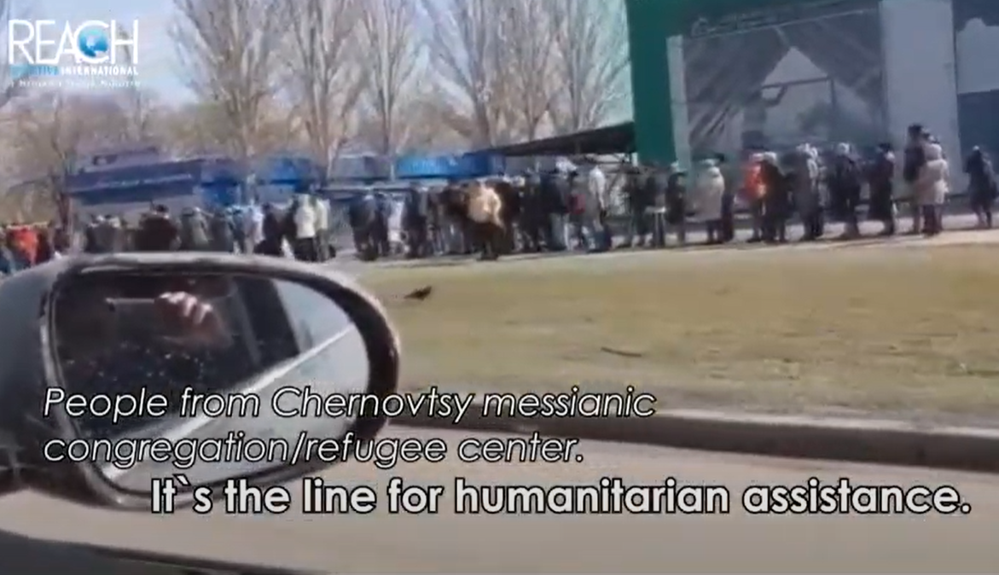 REACH
INTERNATIONAL
People from Chernovtsy messianic
congregation/refugee center.
It`s the line for humanitarian assistance.